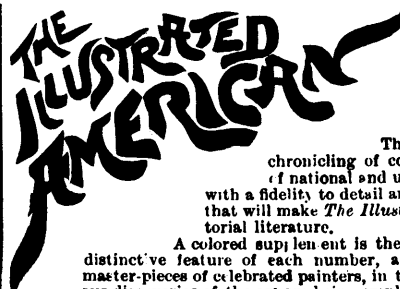 THE
ILLUSTRATED
AMERICAN
Th
chronicling of co
of national and u
with a fidelity to detail an
that will make The Illus
torial literature.
A colored supplement is the
distinctive feature of each number, a
master-pieces of celebrated painters, in t